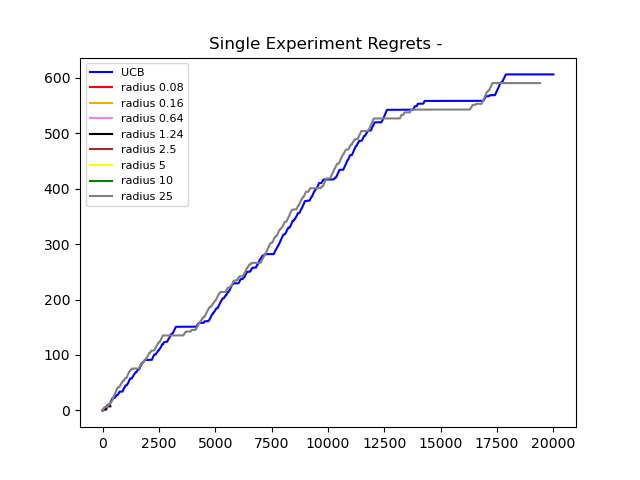 Single Experiment Regrets -
UCB
radius 0.08
radius 0.16
radius 0.64
radius 1.24
radius 2.5
radius 5
radius 10
radius 25
600
500
400
300
200
100
0
0 2500 5000 7500 10000 12500 15000 17500 20000